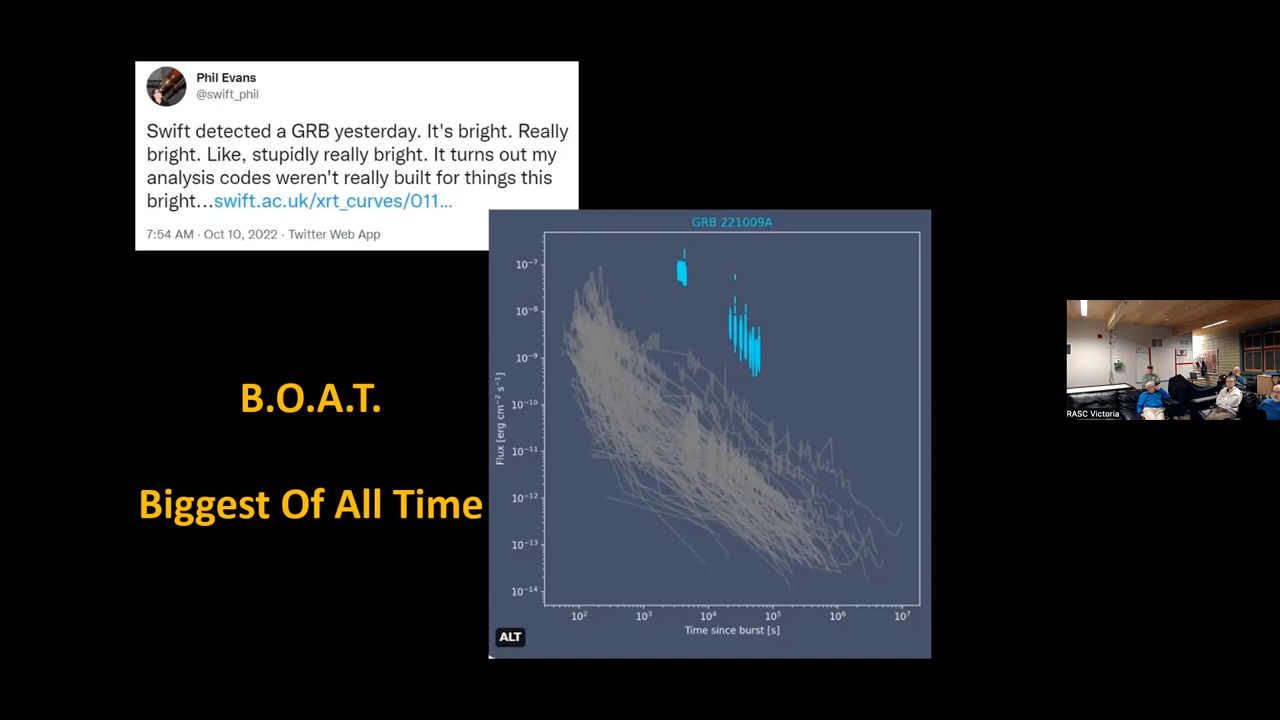 Phil Evans
@swift_phil
Swift detected a GRB yesterday. It's bright. Really
bright. Like, stupidly really bright. It turns out my
analysis codes weren't really built for things this
bright...swift.ac.uk/xrt_curves/011...
7:54 AM · Oct 10, 2022 · Twitter Web App
B.O.A.T.
Biggest Of All Time
GRB 221009A
10⁻⁷
10⁻⁸
10⁻⁹
10⁻¹⁰
10⁻¹¹
10⁻¹²
10⁻¹³
10⁻¹⁴
Flux [erg cm⁻² s⁻¹]
10² 10³ 10⁴ 10⁵ 10⁶ 10⁷
Time since burst [s]
ALT
RASC Victoria